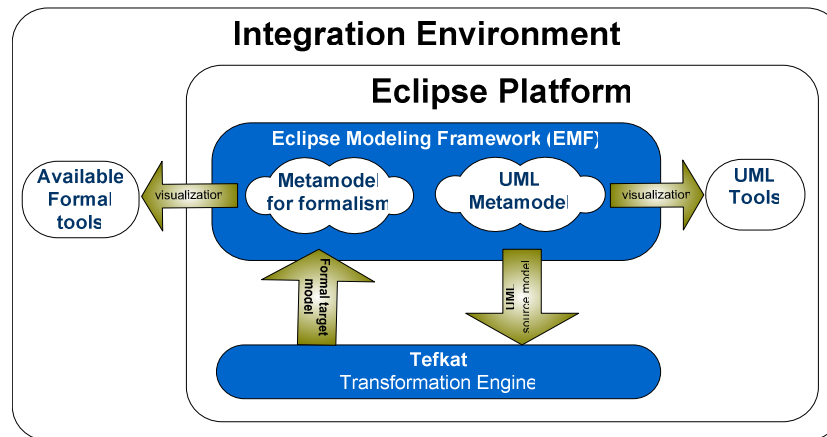 Integration Environment
Eclipse Platform
Eclipse Modeling Framework (EMF)
Available
Formal
tools
visualization
Metamodel
for formalism
UML
Metamodel
visualization
UML
Tools
Formal target
model
UML
source model
Tefkat
Transformation Engine